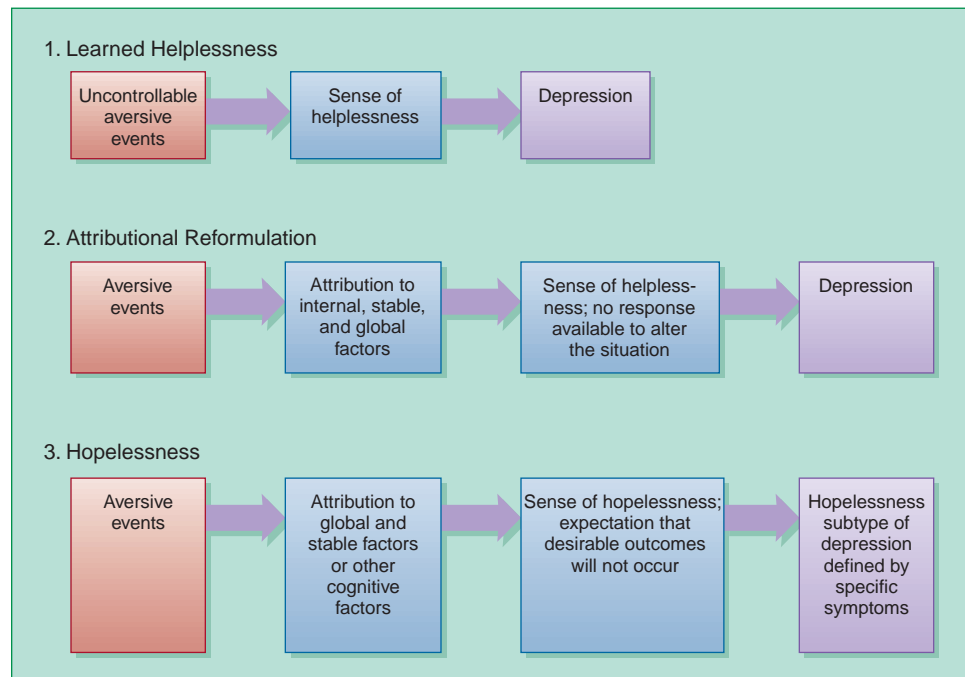 1. Learned Helplessness
Uncontrollable
aversive
events
Sense of
helplessness
Depression
2. Attributional Reformulation
Aversive
events
Attribution to
internal, stable,
and global
factors
Sense of helpless-
ness; no response
available to alter
the situation
Depression
3. Hopelessness
Aversive
events
Attribution to
global and
stable factors
or other
cognitive
factors
Sense of hopelessness;
expectation that
desirable outcomes
will not occur
Hopelessness
subtype of
depression
defined by
specific
symptoms